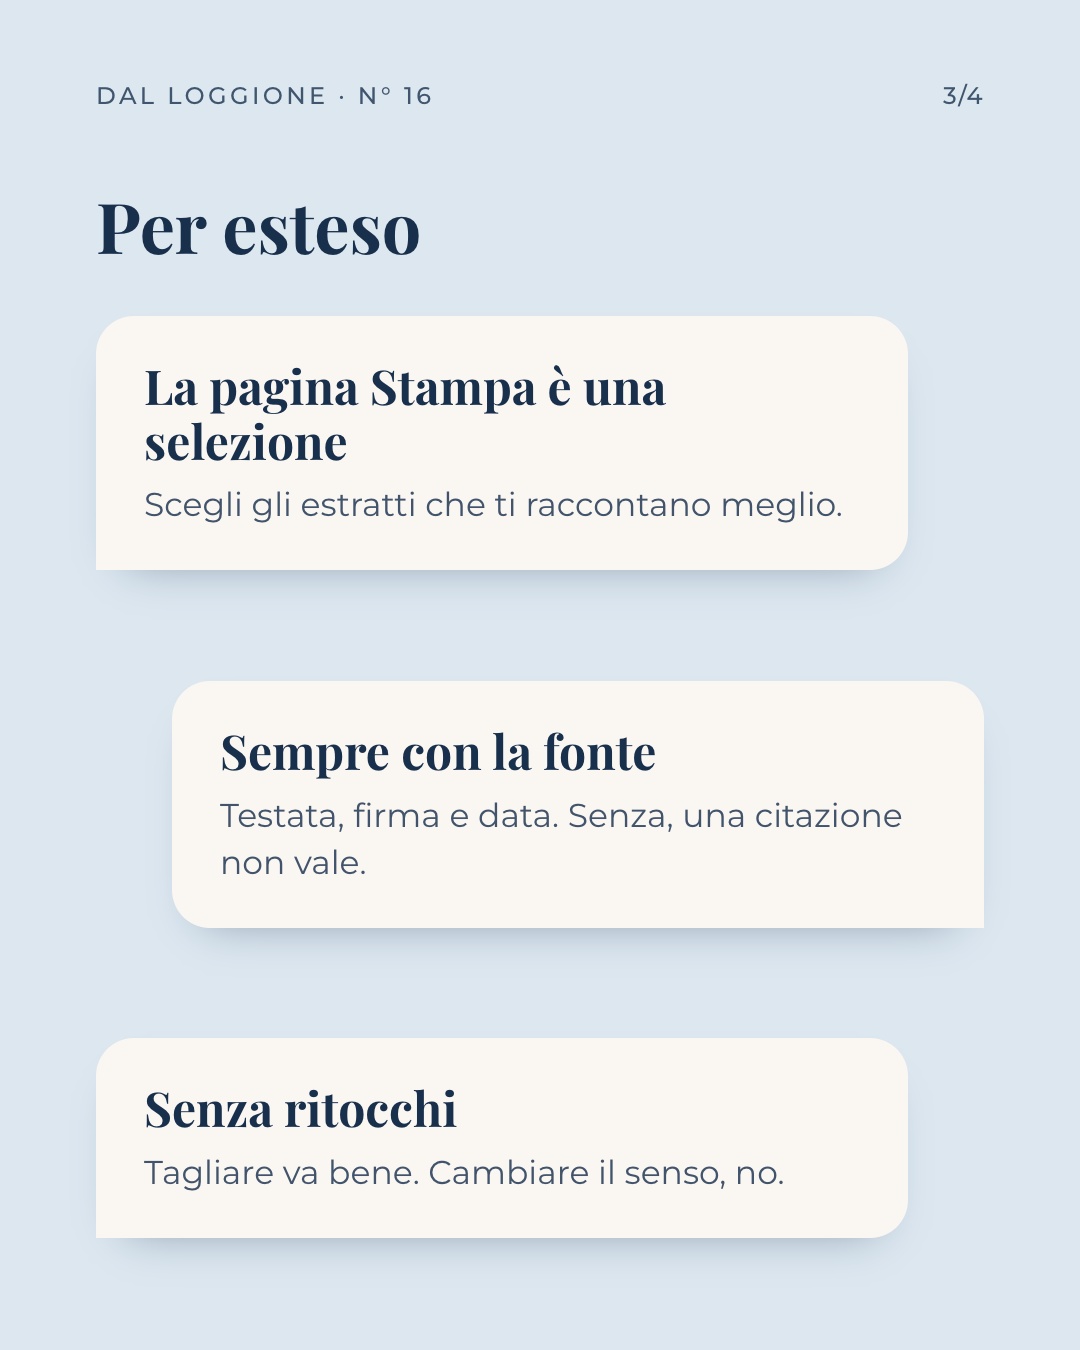 DAL LOGGIONE · N° 16
3/4
Per esteso
La pagina Stampa è una
selezione
Scegli gli estratti che ti raccontano meglio.
Sempre con la fonte
Testata, firma e data. Senza, una citazione
non vale.
Senza ritocchi
Tagliare va bene. Cambiare il senso, no.